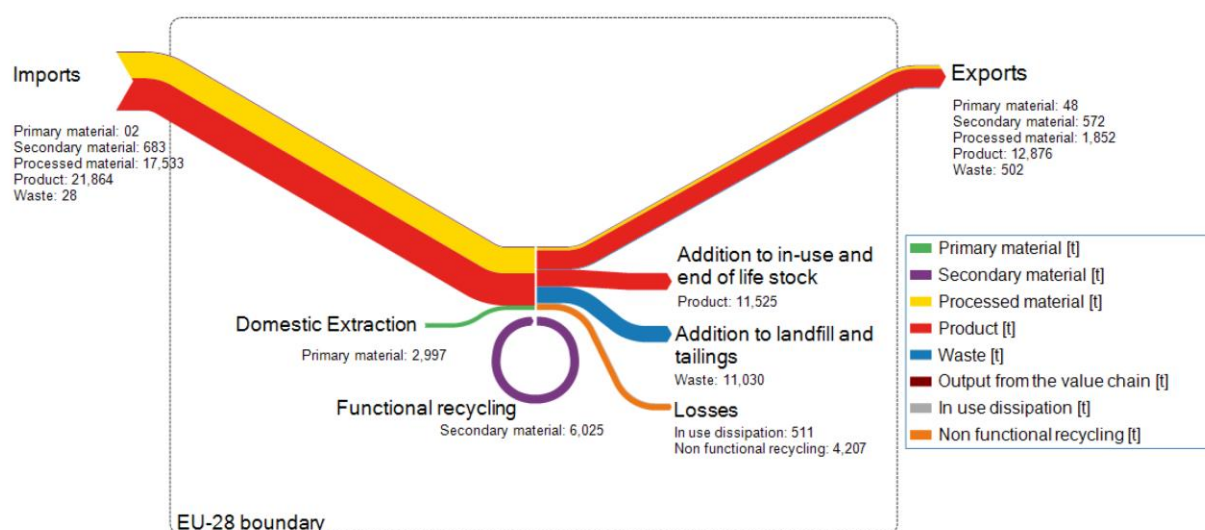 Imports
Primary material: 02
Secondary material: 683
Processed material: 17,533
Product: 21,864
Waste: 28
Exports
Primary material: 48
Secondary material: 572
Processed material: 1,852
Product: 12,876
Waste: 502
Addition to in-use and
end of life stock
Product: 11,525
Domestic Extraction
Primary material: 2,997
Addition to landfill and
tailings
Waste: 11,030
Functional recycling
Secondary material: 6,025
Losses
In use dissipation: 511
Non functional recycling: 4,207
Primary material [t]
Secondary material [t]
Processed material [t]
Product [t]
Waste [t]
Output from the value chain [t]
In use dissipation [t]
Non functional recycling [t]
EU-28 boundary